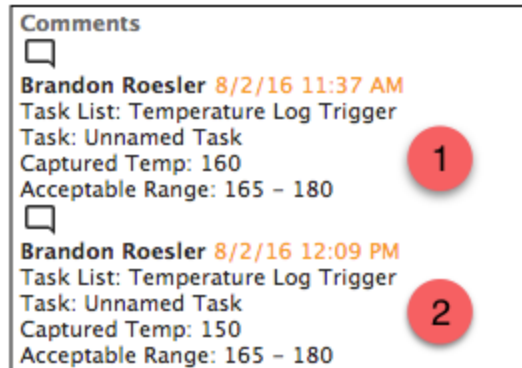 Comments
Brandon Roesler 8/2/16 11:37 AM
Task List: Temperature Log Trigger
Task: Unnamed Task
Captured Temp: 160
Acceptable Range: 165 – 180
1
Brandon Roesler 8/2/16 12:09 PM
Task List: Temperature Log Trigger
Task: Unnamed Task
Captured Temp: 150
Acceptable Range: 165 – 180
2